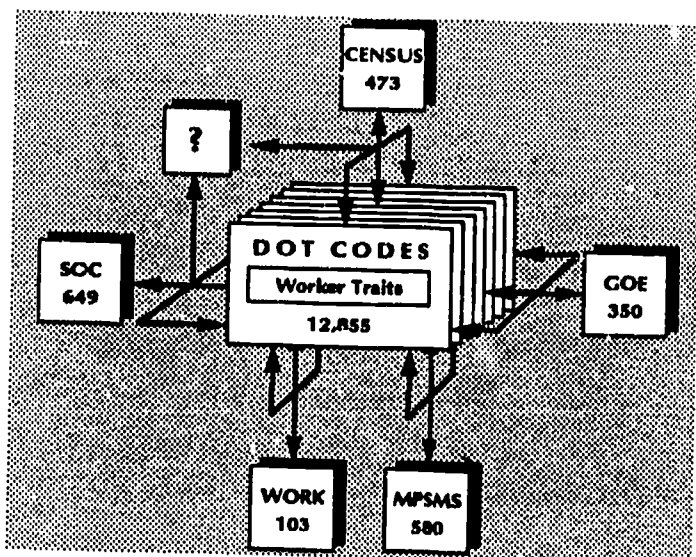 CENSUS
473
?
DOT CODES
Worker Traits
12,855
SOC
649
GOE
350
WORK
103
MPSMS
580